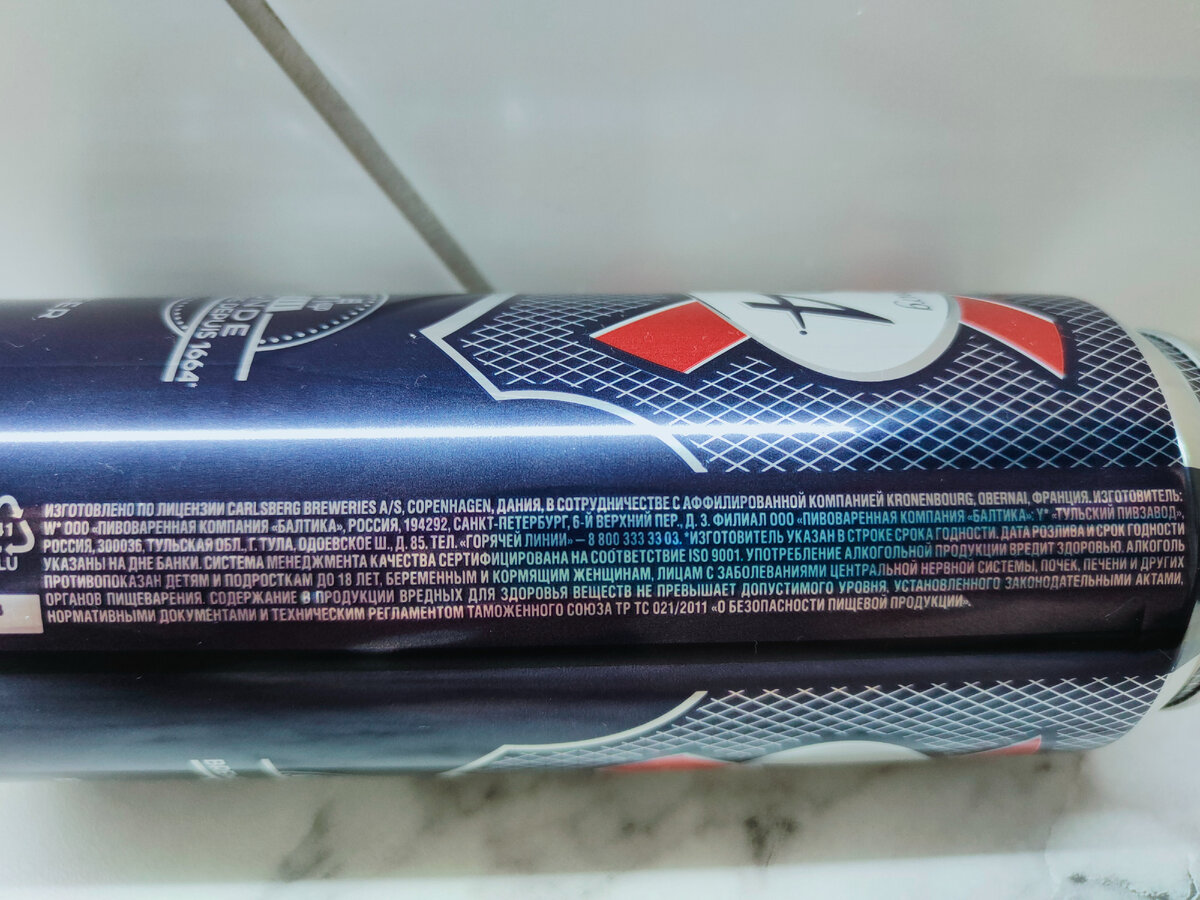 DEPUIS 1664
4
ИЗГОТОВЛЕНО ПО ЛИЦЕНЗИИ CARLSBERG BREWERIES A/S, COPENHAGEN, ДАНИЯ, В СОТРУДНИЧЕСТВЕ С АФФИЛИРОВАННОЙ КОМПАНИЕЙ KRONENBOURG, OBERNAI, ФРАНЦИЯ. ИЗГОТОВИТЕЛЬ:
W* ООО «ПИВОВАРЕННАЯ КОМПАНИЯ «БАЛТИКА», РОССИЯ, 194292, САНКТ-ПЕТЕРБУРГ, 6-Й ВЕРХНИЙ ПЕР., Д. 3. ФИЛИАЛ ООО «ПИВОВАРЕННАЯ КОМПАНИЯ «БАЛТИКА»: Y* «ТУЛЬСКИЙ ПИВЗАВОД»,
РОССИЯ, 300036, ТУЛЬСКАЯ ОБЛ., Г. ТУЛА, ОДОЕВСКОЕ Ш., Д. 85. ТЕЛ. «ГОРЯЧЕЙ ЛИНИИ» – 8 800 333 33 03. *ИЗГОТОВИТЕЛЬ УКАЗАН В СТРОКЕ СРОКА ГОДНОСТИ. ДАТА РОЗЛИВА И СРОК ГОДНОСТИ
УКАЗАНЫ НА ДНЕ БАНКИ. СИСТЕМА МЕНЕДЖМЕНТА КАЧЕСТВА СЕРТИФИЦИРОВАНА НА СООТВЕТСТВИЕ ISO 9001. УПОТРЕБЛЕНИЕ АЛКОГОЛЬНОЙ ПРОДУКЦИИ ВРЕДИТ ЗДОРОВЬЮ. АЛКОГОЛЬ
ПРОТИВОПОКАЗАН ДЕТЯМ И ПОДРОСТКАМ ДО 18 ЛЕТ, БЕРЕМЕННЫМ И КОРМЯЩИМ ЖЕНЩИНАМ, ЛИЦАМ С ЗАБОЛЕВАНИЯМИ ЦЕНТРАЛЬНОЙ НЕРВНОЙ СИСТЕМЫ, ПОЧЕК, ПЕЧЕНИ И ДРУГИХ
ОРГАНОВ ПИЩЕВАРЕНИЯ. СОДЕРЖАНИЕ В ПРОДУКЦИИ ВРЕДНЫХ ДЛЯ ЗДОРОВЬЯ ВЕЩЕСТВ НЕ ПРЕВЫШАЕТ ДОПУСТИМОГО УРОВНЯ, УСТАНОВЛЕННОГО ЗАКОНОДАТЕЛЬНЫМИ АКТАМИ,
НОРМАТИВНЫМИ ДОКУМЕНТАМИ И ТЕХНИЧЕСКИМ РЕГЛАМЕНТОМ ТАМОЖЕННОГО СОЮЗА ТР ТС 021/2011 «О БЕЗОПАСНОСТИ ПИЩЕВОЙ ПРОДУКЦИИ».